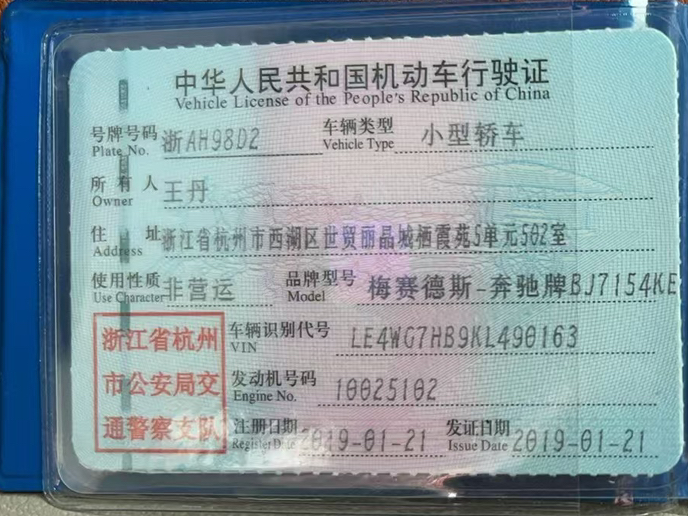 中华人民共和国机动车行驶证
Vehicle License of the People's Republic of China
号牌号码 Plate No. 浙AH98D2 车辆类型 Vehicle Type 小型轿车
所有人 Owner 王丹
住址 Address 浙江省杭州市西湖区世贸丽晶城栖霞苑5单元502室
使用性质 Use Character 非营运 品牌型号 Model 梅赛德斯-奔驰牌BJ7154KE
车辆识别代号 VIN LE4WG7HB9KL490163
发动机号码 Engine No. 10025102
注册日期 Register Date 2019-01-21 发证日期 Issue Date 2019-01-21
浙江省杭州
市公安局交
通警察支队